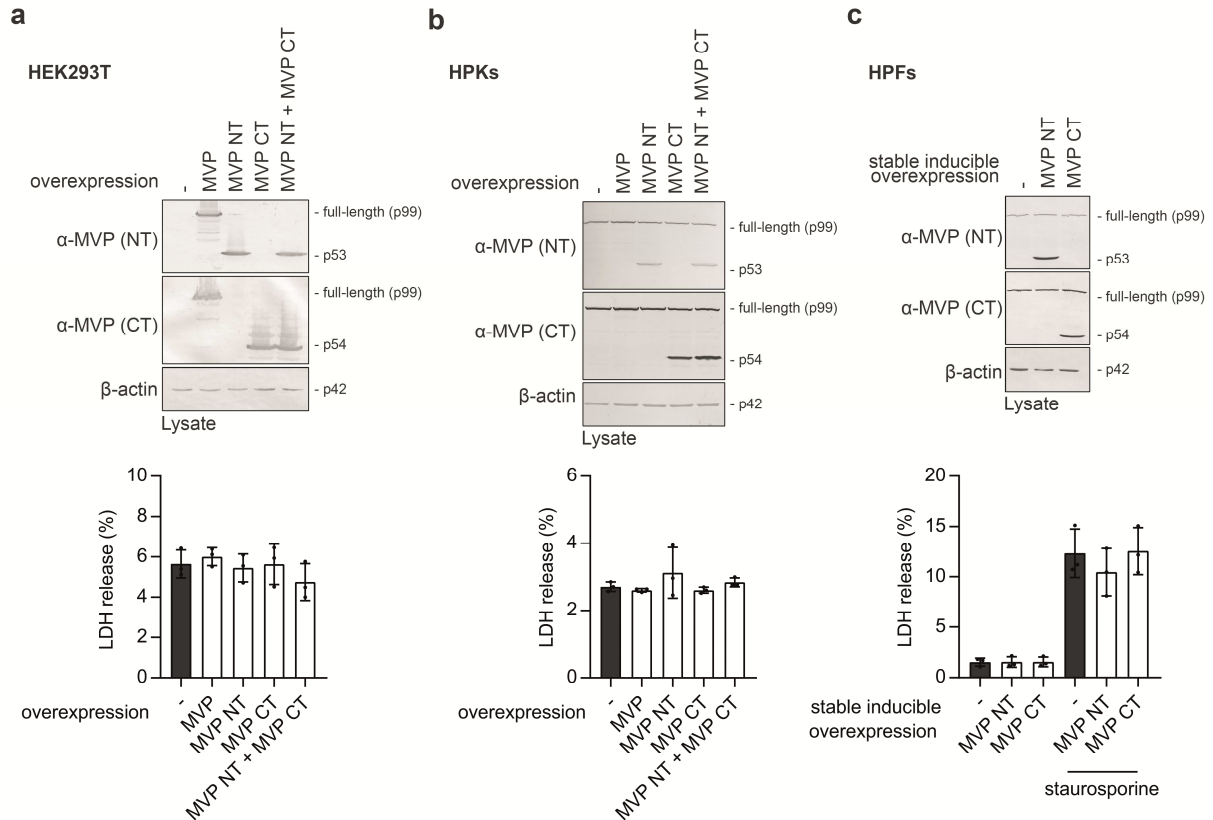 a
HEK293T
overexpression
-
MVP
MVP NT
MVP CT
MVP NT + MVP CT
α-MVP (NT)
- full-length (p99)
- p53
α-MVP (CT)
- full-length (p99)
- p54
β-actin
- p42
Lysate
LDH release (%)
10
8
6
4
2
0
overexpression
-
MVP
MVP NT
MVP CT
MVP NT + MVP CT
b
HPKs
overexpression
-
MVP
MVP NT
MVP CT
MVP NT + MVP CT
α-MVP (NT)
- full-length (p99)
- p53
α-MVP (CT)
- full-length (p99)
- p54
β-actin
- p42
Lysate
LDH release (%)
6
4
2
0
overexpression
-
MVP
MVP NT
MVP CT
MVP NT + MVP CT
c
HPFs
stable inducible
overexpression
-
MVP NT
MVP CT
α-MVP (NT)
- full-length (p99)
- p53
α-MVP (CT)
- full-length (p99)
- p54
β-actin
- p42
Lysate
LDH release (%)
20
15
10
5
0
stable inducible
overexpression
-
MVP NT
MVP CT
-
MVP NT
MVP CT
staurosporine